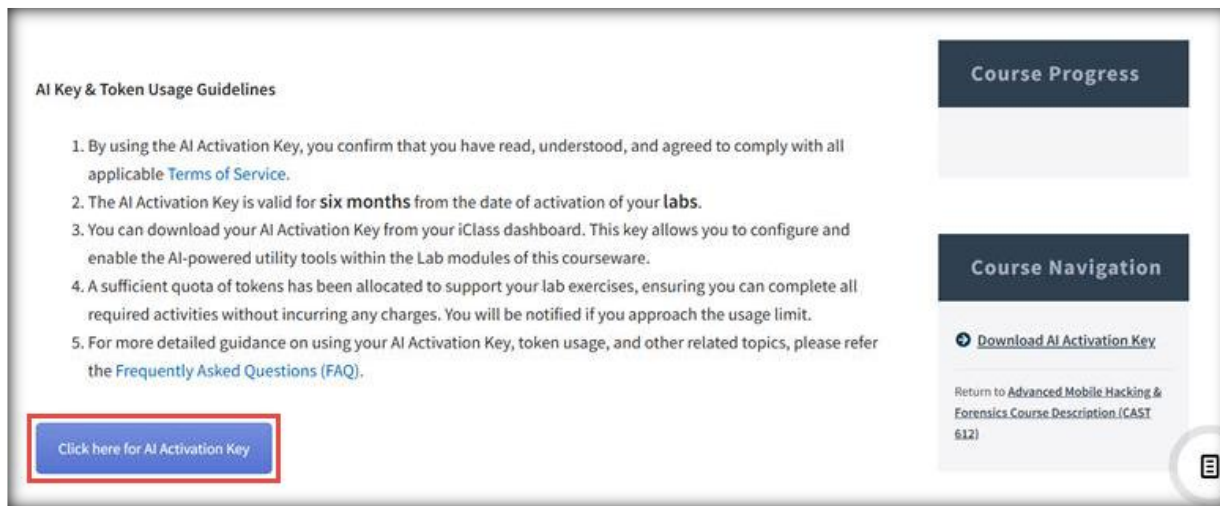 AI Key & Token Usage Guidelines
1. By using the AI Activation Key, you confirm that you have read, understood, and agreed to comply with all
applicable Terms of Service.
2. The AI Activation Key is valid for six months from the date of activation of your labs.
3. You can download your AI Activation Key from your iClass dashboard. This key allows you to configure and
enable the AI-powered utility tools within the Lab modules of this courseware.
4. A sufficient quota of tokens has been allocated to support your lab exercises, ensuring you can complete all
required activities without incurring any charges. You will be notified if you approach the usage limit.
5. For more detailed guidance on using your AI Activation Key, token usage, and other related topics, please refer
the Frequently Asked Questions (FAQ).
Click here for AI Activation Key
Course Progress
Course Navigation
Download AI Activation Key
Return to Advanced Mobile Hacking &
Forensics Course Description (CAST
612)